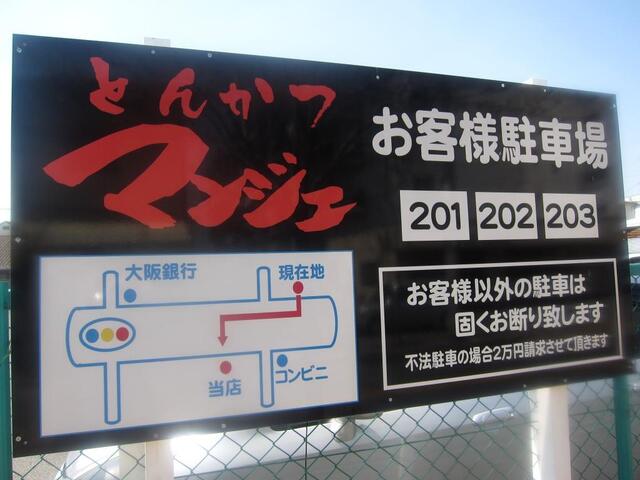 とんかつ
マンジェ
お客様駐車場
201 202 203
大阪銀行
現在地
当店
コンビニ
お客様以外の駐車は
固くお断り致します
不法駐車の場合2万円請求させて頂きます